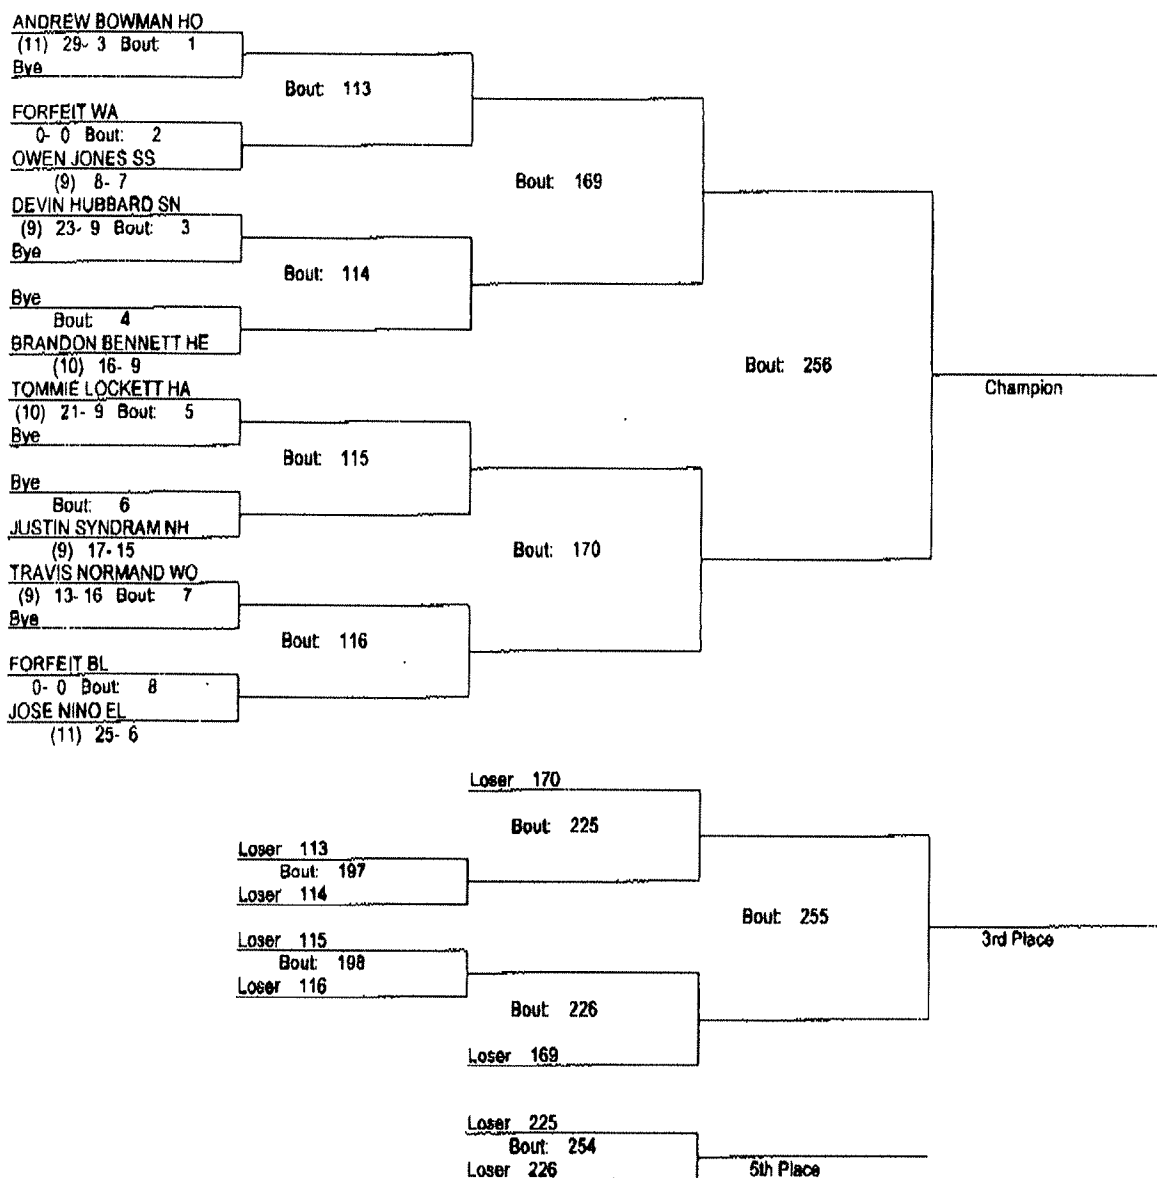 ANDREW BOWMAN HO
(11) 29- 3 Bout: 1
Bye
Bout: 113
FORFEIT WA
0- 0 Bout: 2
OWEN JONES SS
(9) 8- 7
Bout: 169
DEVIN HUBBARD SN
(9) 23- 9 Bout: 3
Bye
Bout: 114
Bye
Bout: 4
BRANDON BENNETT HE
(10) 16- 9
Bout: 256
Champion
TOMMIE LOCKETT HA
(10) 21- 9 Bout: 5
Bye
Bout: 115
Bye
Bout: 6
JUSTIN SYNDRAM NH
(9) 17- 15
Bout: 170
TRAVIS NORMAND WO
(9) 13- 16 Bout: 7
Bye
Bout: 116
FORFEIT BL
0- 0 Bout: 8
JOSE NINO EL
(11) 25- 6
Loser 170
Bout: 225
Loser 113
Bout: 197
Loser 114
Bout: 255
3rd Place
Loser 115
Bout: 198
Loser 116
Bout: 226
Loser 169
Loser 225
Bout: 254
Loser 226
5th Place